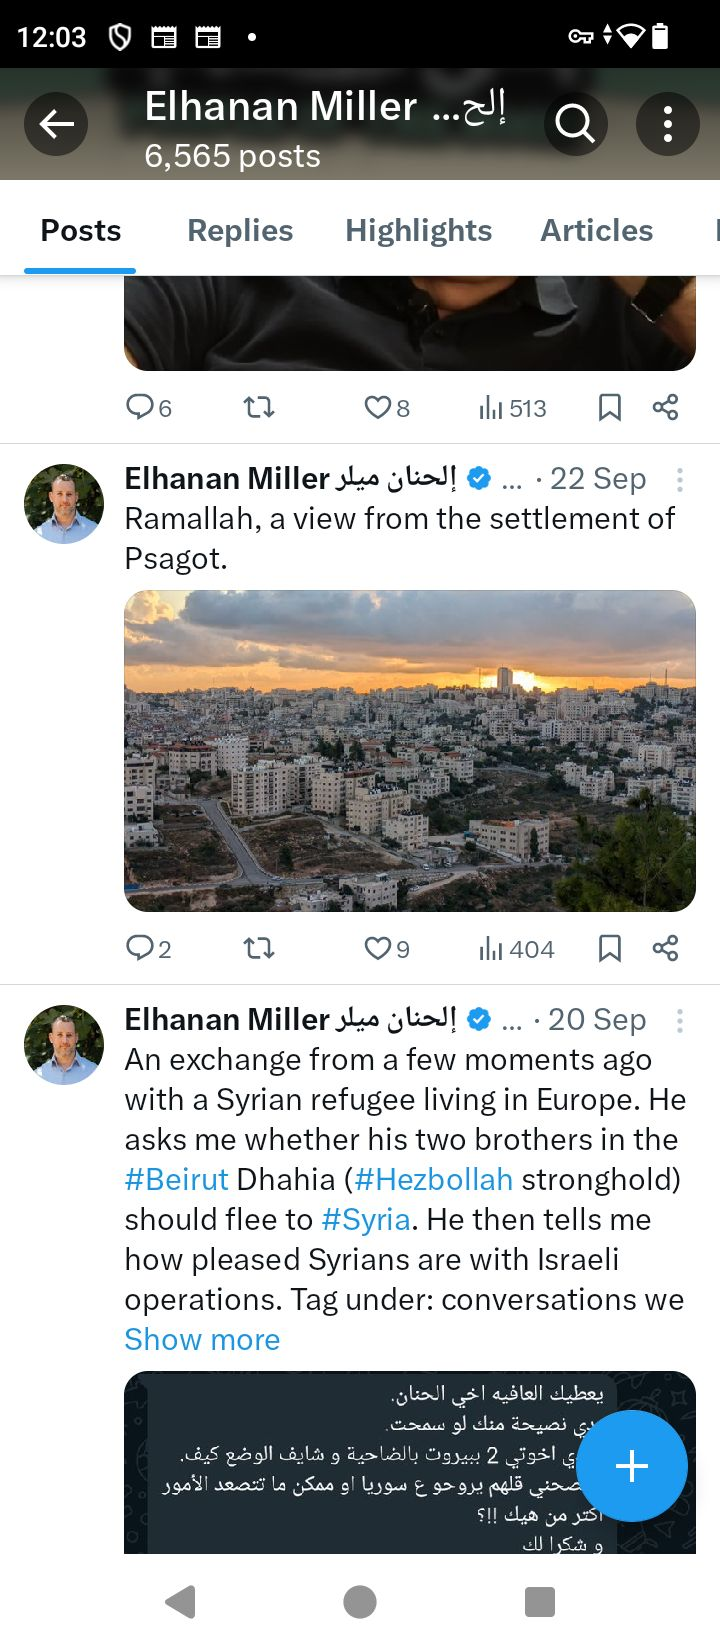 12:03
Elhanan Miller إلح...
6,565 posts
Posts Replies Highlights Articles
6 8 513
Elhanan Miller إلحنان ميلر ... · 22 Sep
Ramallah, a view from the settlement of
Psagot.
2 9 404
Elhanan Miller إلحنان ميلر ... · 20 Sep
An exchange from a few moments ago
with a Syrian refugee living in Europe. He
asks me whether his two brothers in the
#Beirut Dhahia (#Hezbollah stronghold)
should flee to #Syria. He then tells me
how pleased Syrians are with Israeli
operations. Tag under: conversations we
Show more
يعطيك العافيه اخي الحنان.
نصيحة منك لو سمحت.
اخوتي 2 ببيروت بالضاحية و شايف الوضع كيف.
قلهم يروحو ع سوريا او ممكن ما تتصعد الأمور
اكتر من هيك !!؟
و شكرا لك